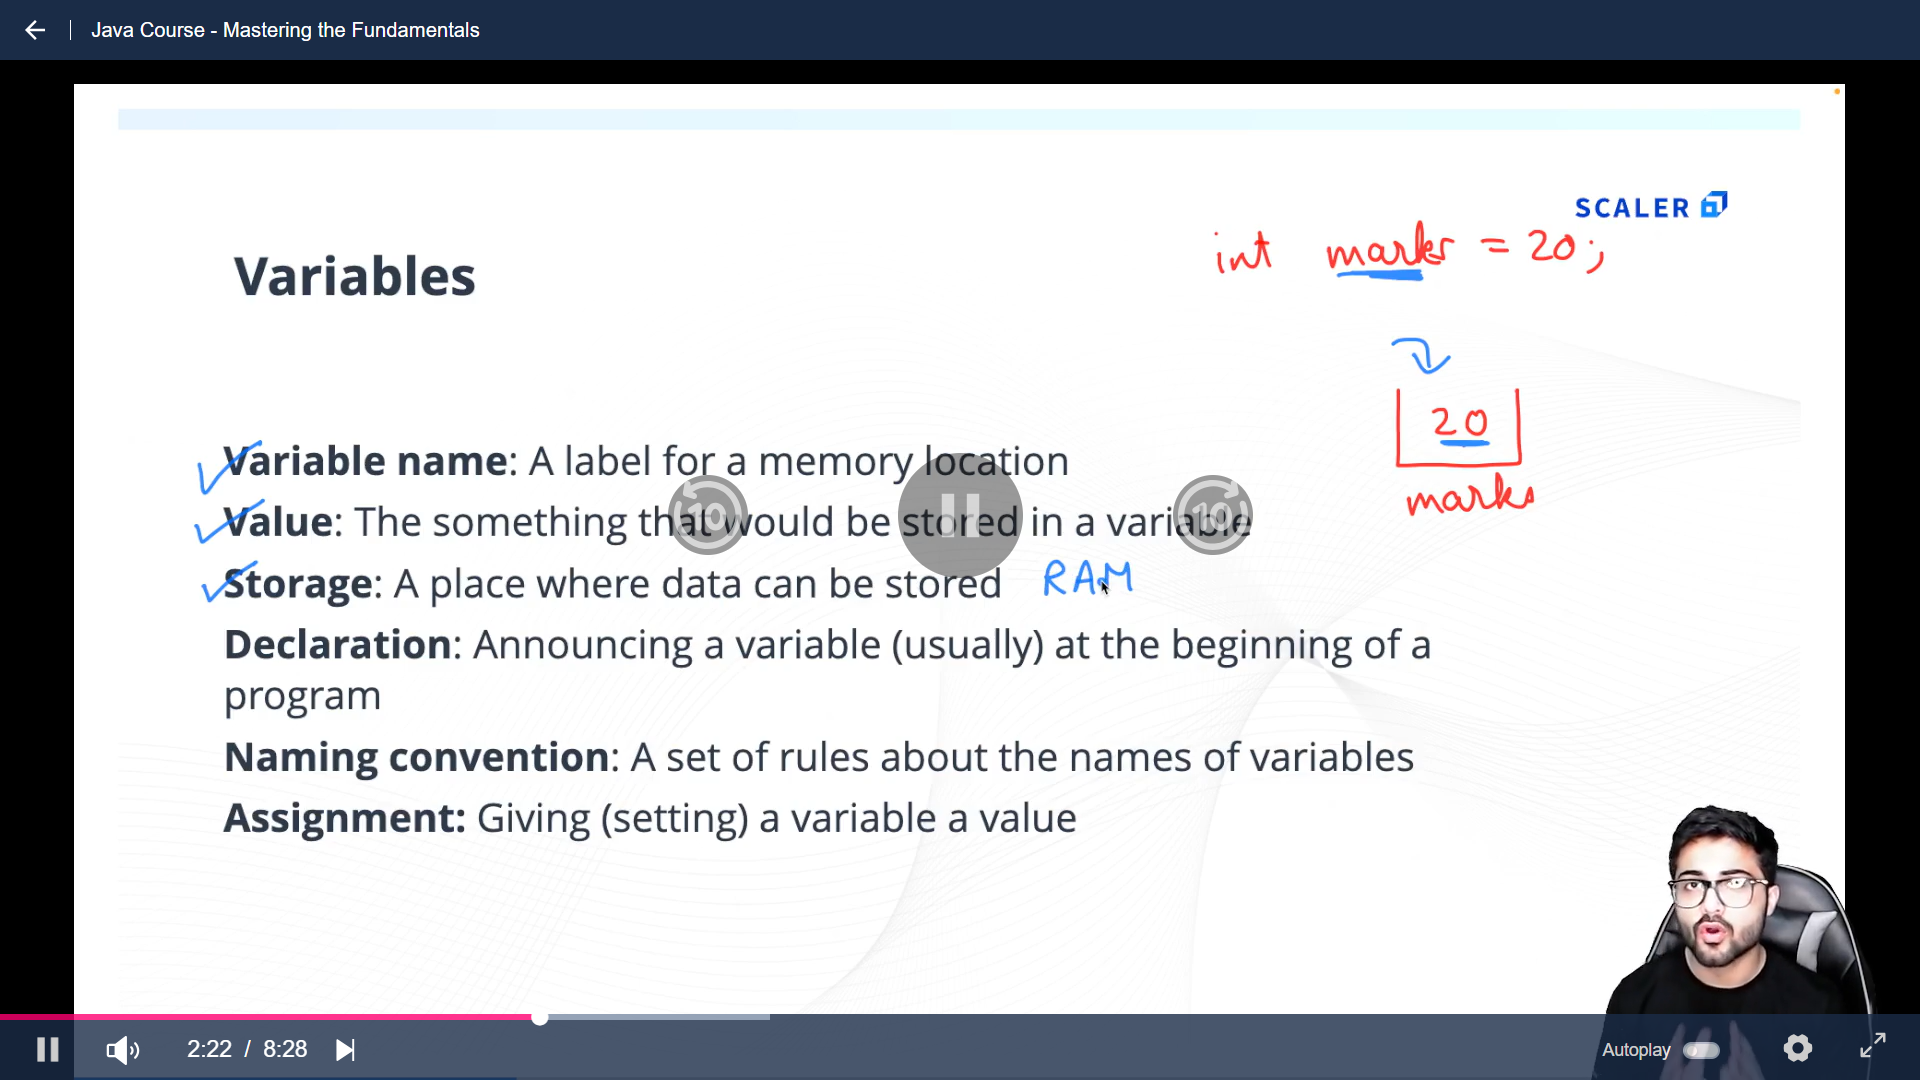 Java Course - Mastering the Fundamentals
SCALER
int marks = 20;
Variables
20
marks
Variable name: A label for a memory location
Value: The something that would be stored in a variable
Storage: A place where data can be stored RAM
Declaration: Announcing a variable (usually) at the beginning of a
program
Naming convention: A set of rules about the names of variables
Assignment: Giving (setting) a variable a value
10
10
2:22 / 8:28
Autoplay